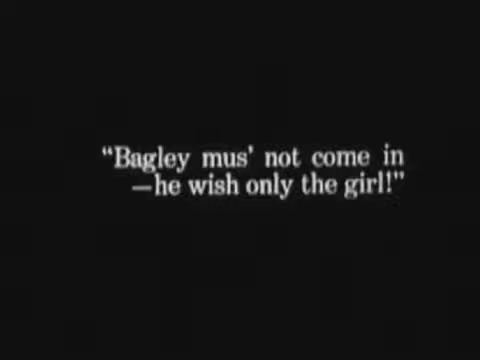 “Bagley mus’ not come in
—he wish only the girl!”